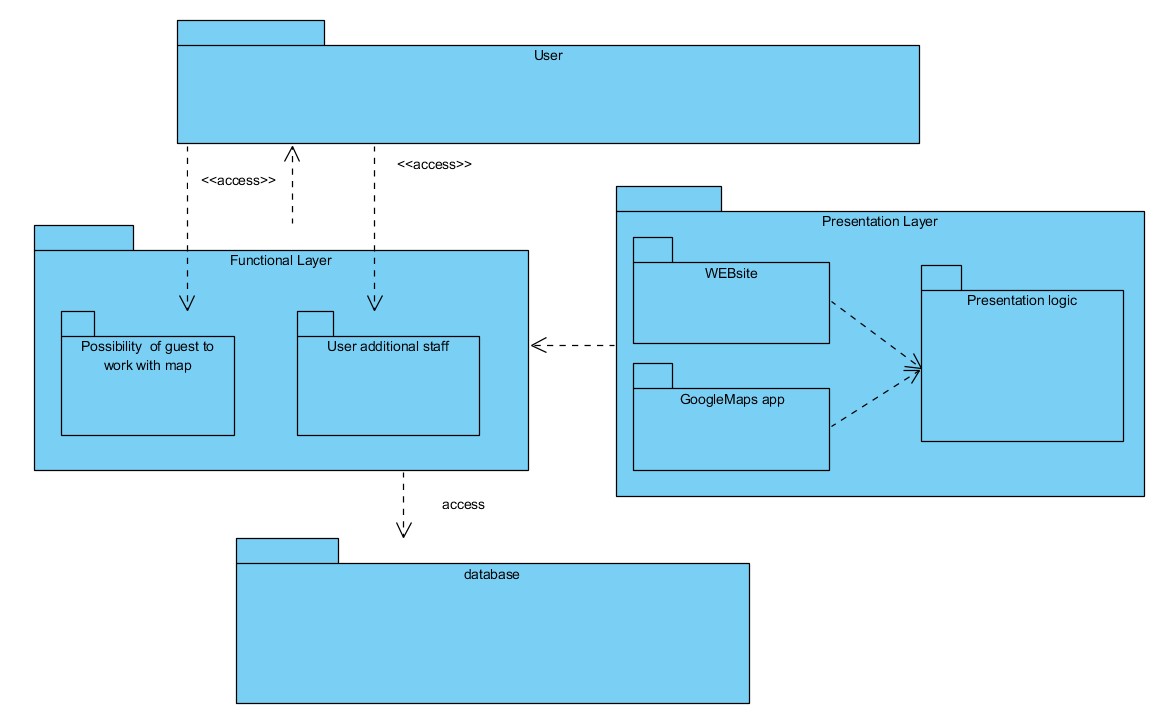 User
<<access>>
<<access>>
Functional Layer
Possibility of guest to
work with map
User additional staff
Presentation Layer
WEBsite
GoogleMaps app
Presentation logic
access
database